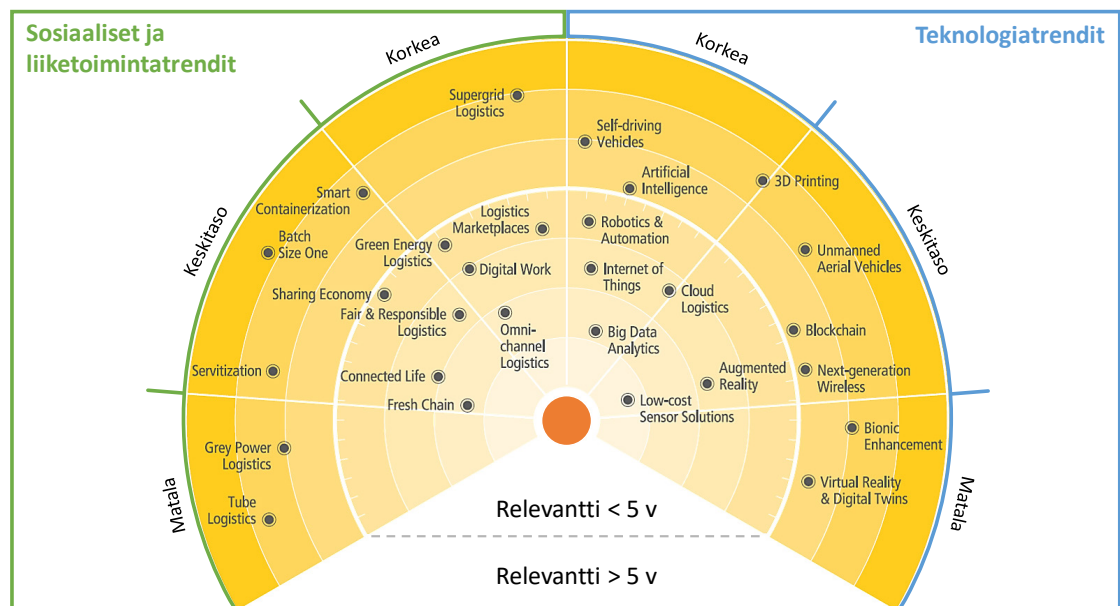 Sosiaaliset ja
liiketoimintatrendit
Teknologiatrendit
Korkea
Korkea
Keskitaso
Keskitaso
Matala
Matala
Supergrid
Logistics
Smart
Containerization
Batch
Size One
Logistics
Marketplaces
Green Energy
Logistics
Digital Work
Sharing Economy
Fair & Responsible
Logistics
Omni-
channel
Logistics
Servitization
Connected Life
Fresh Chain
Grey Power
Logistics
Tube
Logistics
Self-driving
Vehicles
Artificial
Intelligence
3D Printing
Robotics &
Automation
Unmanned
Aerial Vehicles
Internet of
Things
Cloud
Logistics
Big Data
Analytics
Blockchain
Augmented
Reality
Next-generation
Wireless
Low-cost
Sensor Solutions
Bionic
Enhancement
Virtual Reality
& Digital Twins
Relevantti < 5 v
Relevantti > 5 v